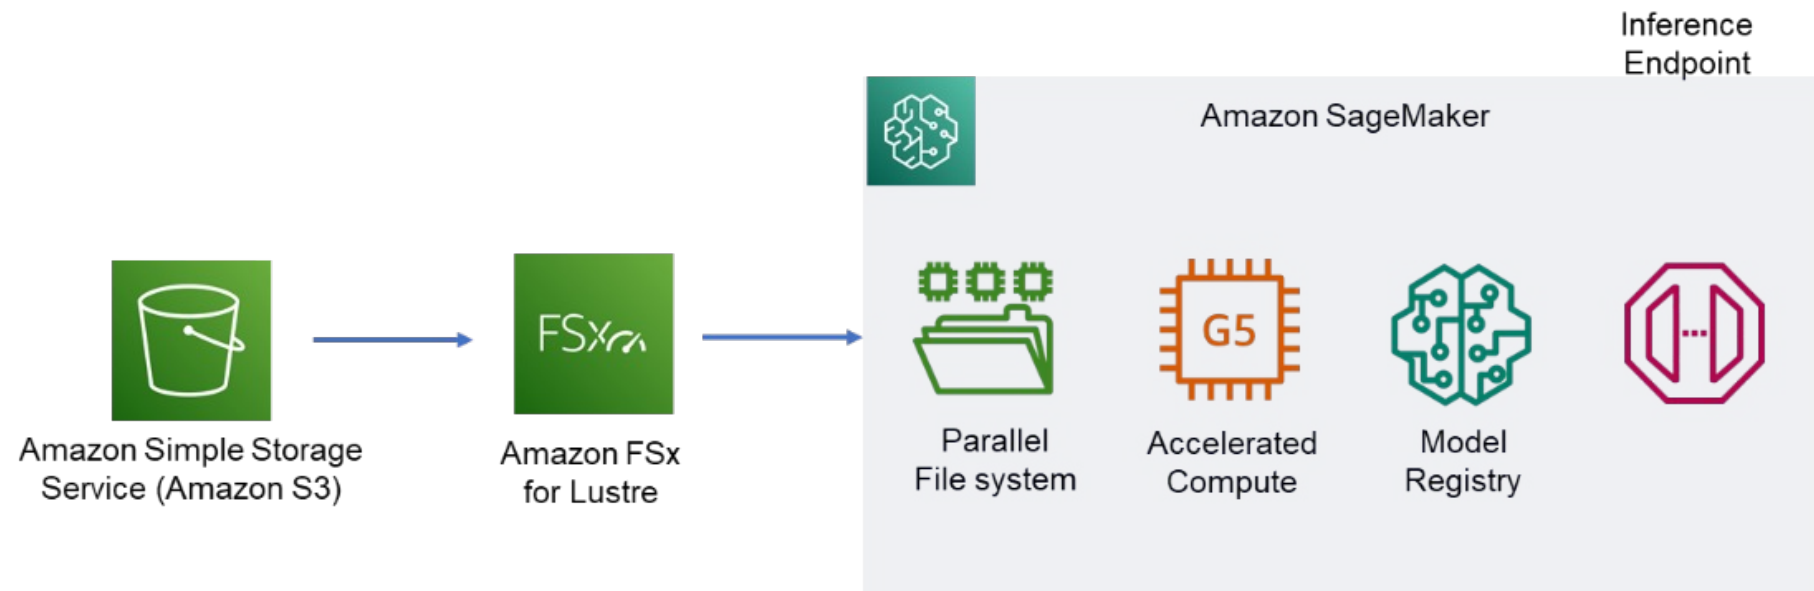 Inference
Endpoint
Amazon SageMaker
FSx
G5
Amazon Simple Storage
Service (Amazon S3)
Amazon FSx
for Lustre
Parallel
File system
Accelerated
Compute
Model
Registry